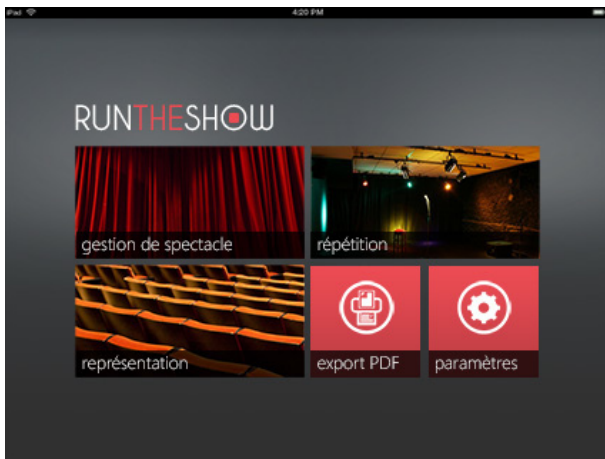 iPad 4:20 PM
RUNTHESHOW
gestion de spectacle répétition
représentation export PDF paramètres